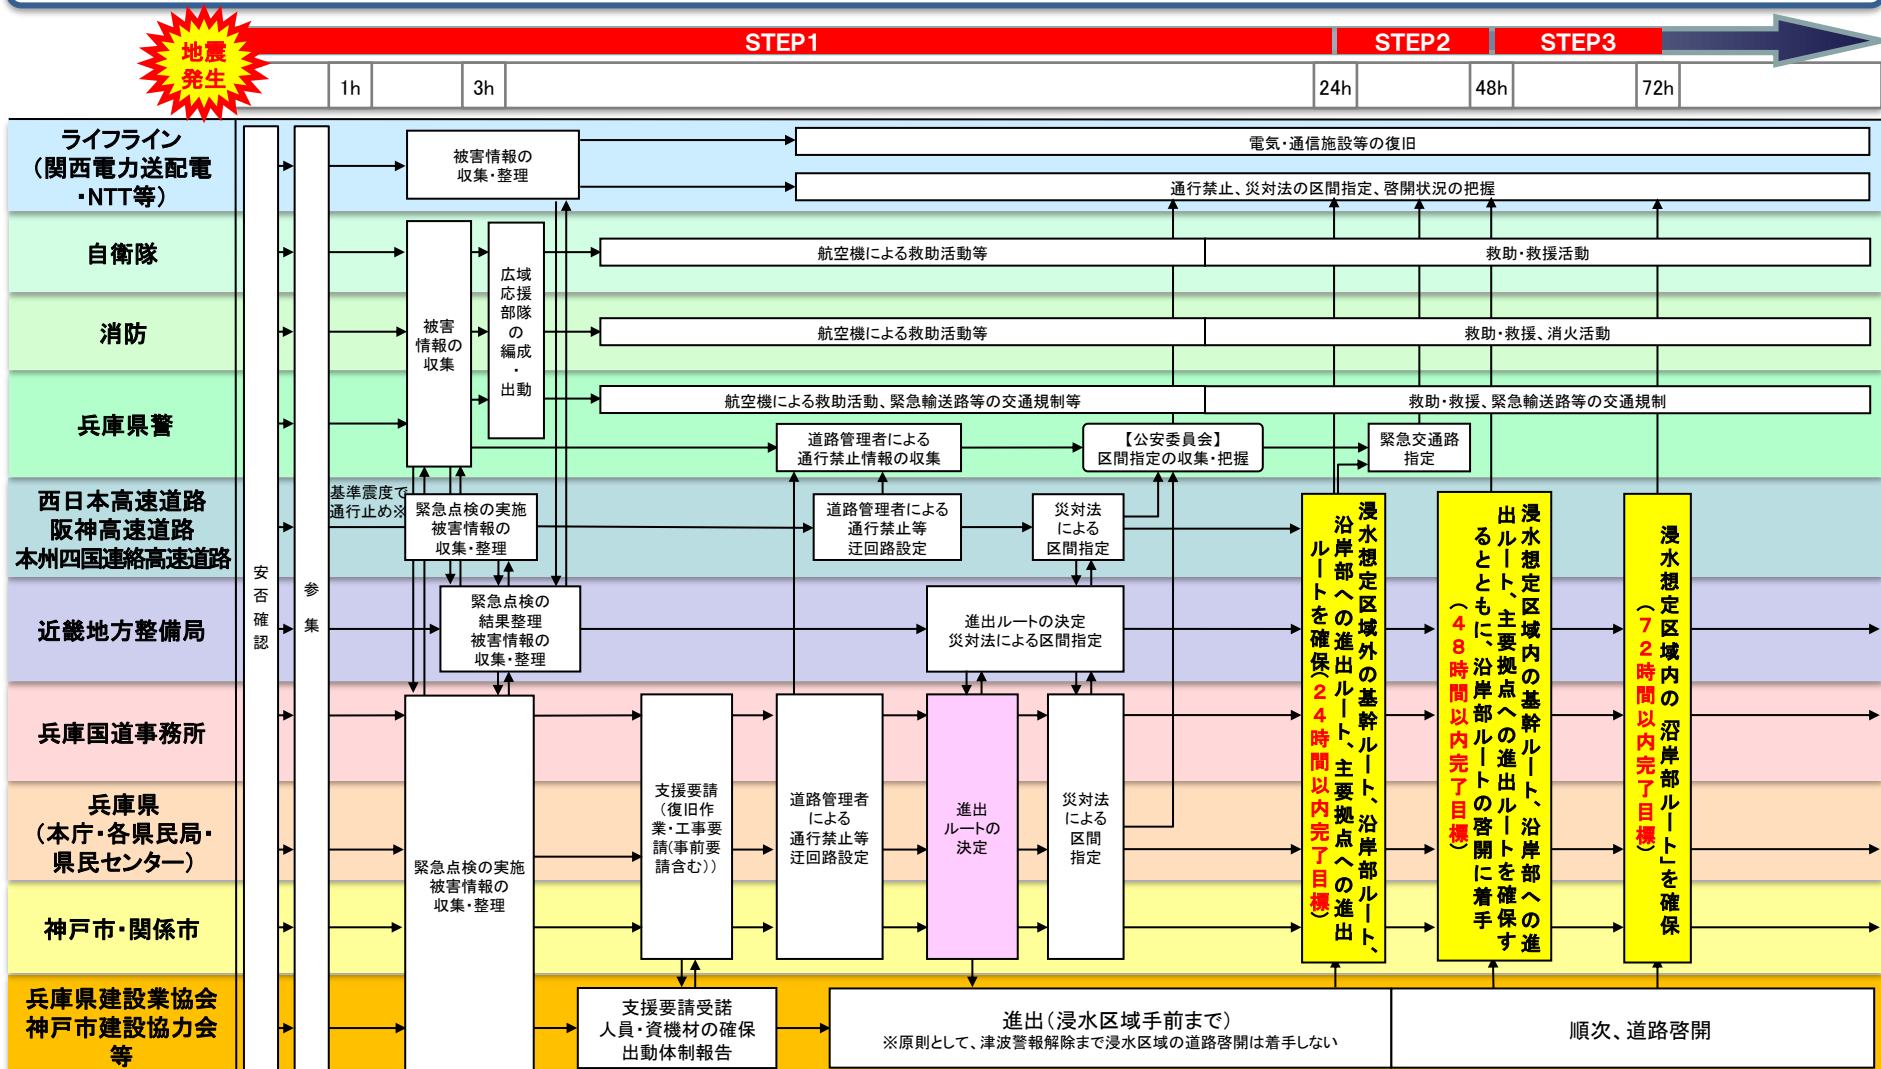 地震
発生
STEP1
STEP2
STEP3
1h
3h
24h
48h
72h
ライフライン
（関西電力送配電
・NTT等）
被害情報の
収集・整理
電気・通信施設等の復旧
通行禁止、災対法の区間指定、啓開状況の把握
自衛隊
航空機による救助活動等
救助・救援活動
消防
被害
情報の
収集
広域
応援
部隊
の
編成
・
出動
航空機による救助活動等
救助・救援、消火活動
兵庫県警
航空機による救助活動、緊急輸送路等の交通規制等
救助・救援、緊急輸送路等の交通規制
道路管理者による
通行禁止情報の収集
【公安委員会】
区間指定の収集・把握
緊急交通路
指定
西日本高速道路
阪神高速道路
本州四国連絡高速道路
基準震度で
通行止め※
緊急点検の実施
被害情報の
収集・整理
道路管理者による
通行禁止等
迂回路設定
災対法
による
区間指定
安否確認
参集
近畿地方整備局
緊急点検の
結果整理
被害情報の
収集・整理
進出ルートの決定
災対法による区間指定
兵庫国道事務所
兵庫県
（本庁・各県民局・
県民センター）
神戸市・関係市
緊急点検の実施
被害情報の
収集・整理
支援要請
（復旧作
業・工事要
請(事前要
請含む)）
道路管理者
による
通行禁止等
迂回路設定
進出
ルートの
決定
災対法
による
区間
指定
浸水想定区域外の基幹ルート、沿岸部ルート、
沿岸部への進出ルート、主要拠点への進出
ルートを確保（24時間以内完了目標）
浸水想定区域内の基幹ルート、沿岸部への進
出ルート、主要拠点への進出ルートを確保す
るとともに、沿岸部ルートの啓開に着手
（48時間以内完了目標）
浸水想定区域内の「沿岸部ルート」を確保
（72時間以内完了目標）
兵庫県建設業協会
神戸市建設協力会
等
支援要請受諾
人員・資機材の確保
出動体制報告
進出（浸水区域手前まで）
※原則として、津波警報解除まで浸水区域の道路啓開は着手しない
順次、道路啓開